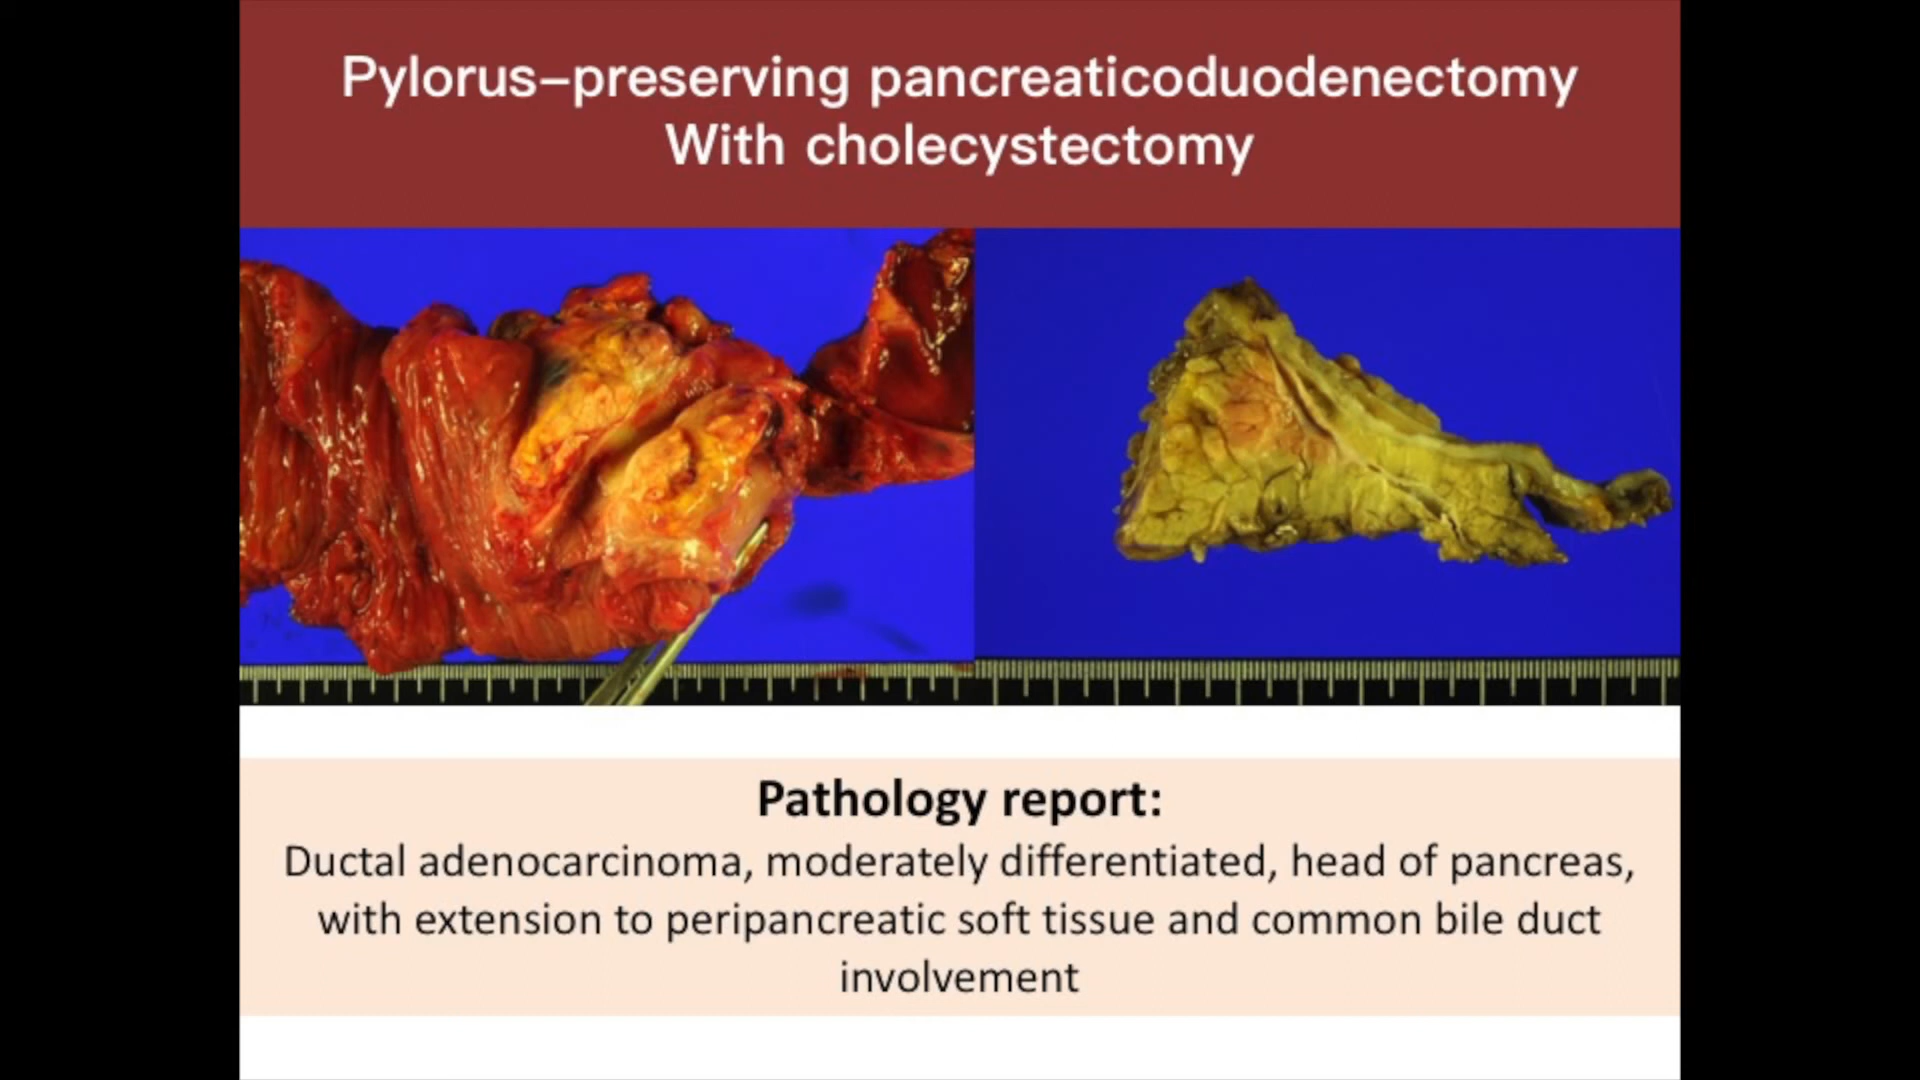 Pylorus–preserving pancreaticoduodenectomy
With cholecystectomy
Pathology report:
Ductal adenocarcinoma, moderately differentiated, head of pancreas,
with extension to peripancreatic soft tissue and common bile duct
involvement